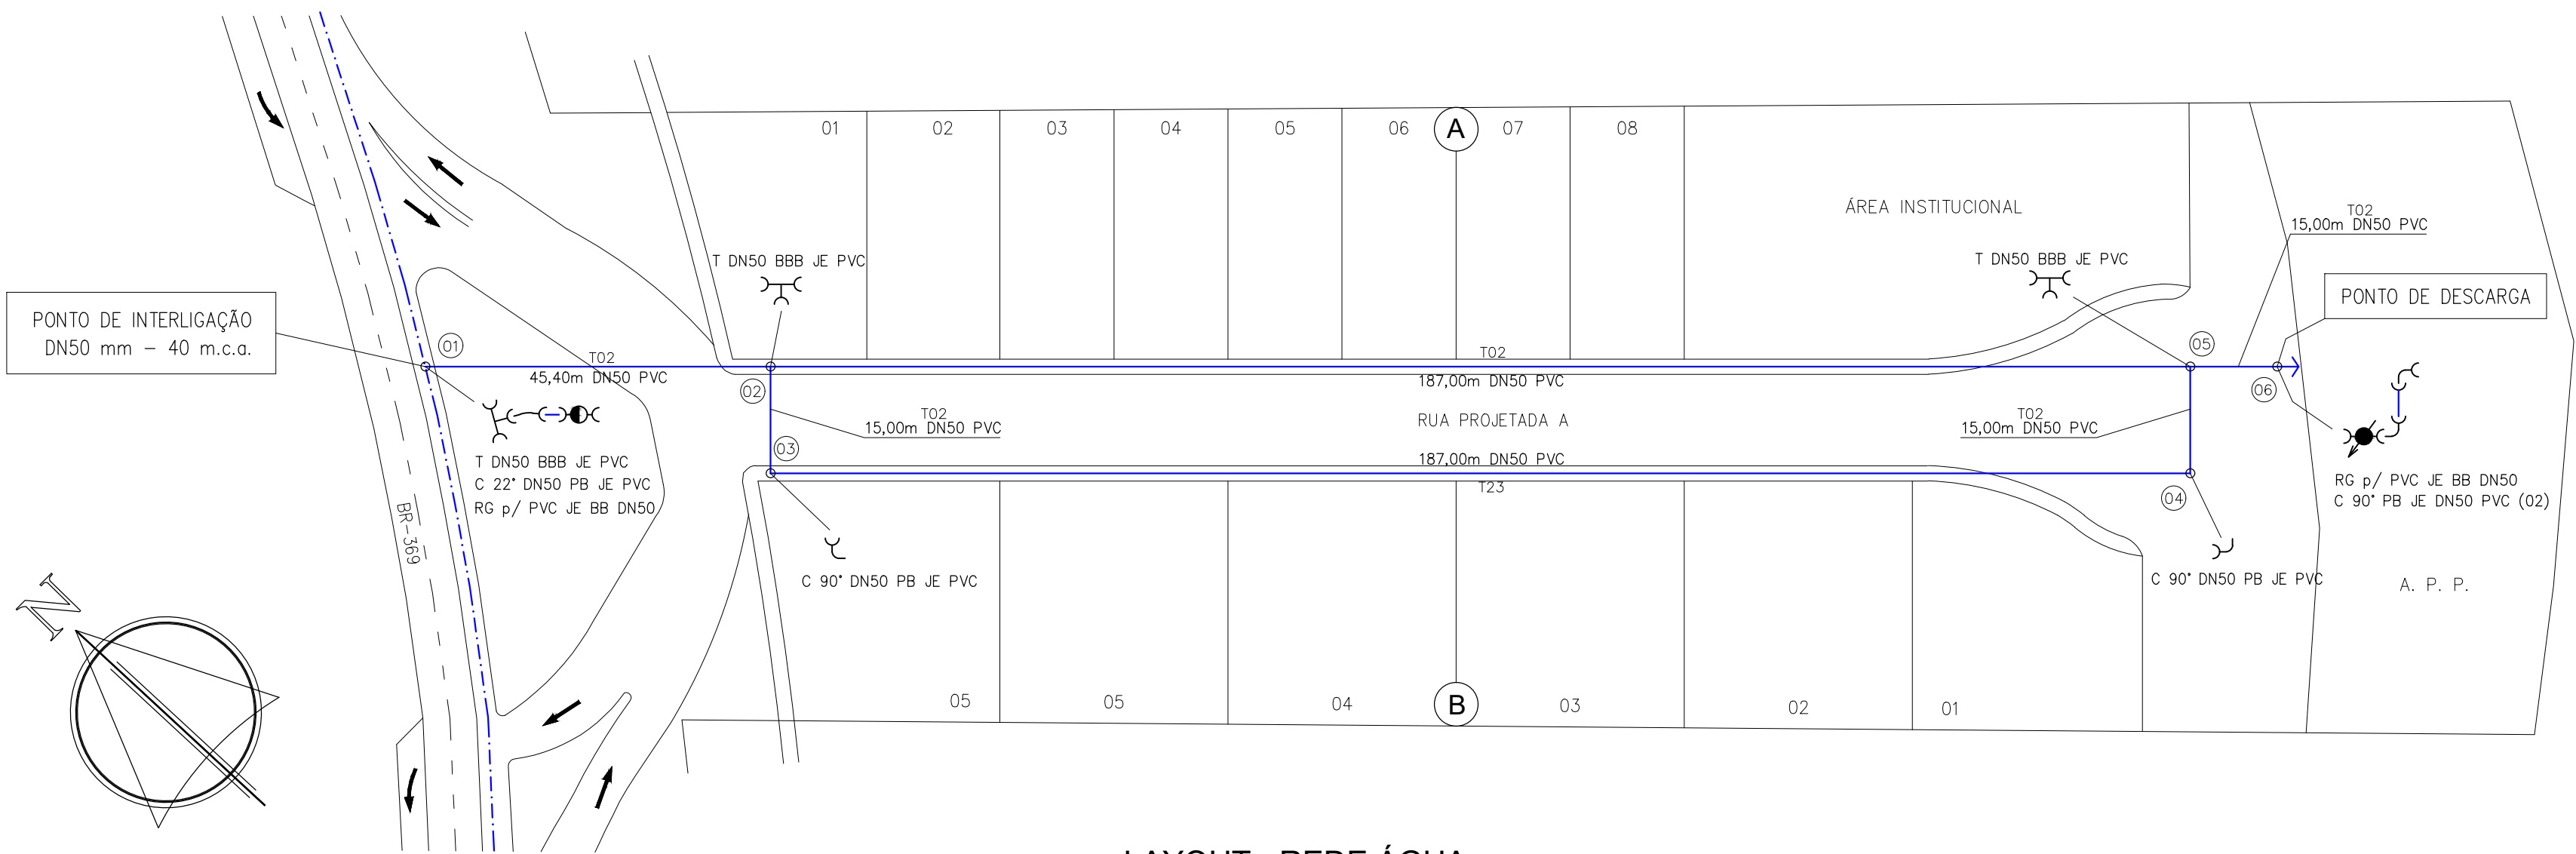 01
02
03
04
05
06
A
07
08
ÁREA INSTITUCIONAL
T02
15,00m DN50 PVC
T DN50 BBB JE PVC
T DN50 BBB JE PVC
PONTO DE DESCARGA
PONTO DE INTERLIGAÇÃO
DN50 mm – 40 m.c.a.
01
T02
45,40m DN50 PVC
02
T02
187,00m DN50 PVC
05
06
T02
15,00m DN50 PVC
RUA PROJETADA A
T02
15,00m DN50 PVC
03
187,00m DN50 PVC
T23
04
T DN50 BBB JE PVC
C 22° DN50 PB JE PVC
RG p/ PVC JE BB DN50
RG p/ PVC JE BB DN50
C 90° PB JE DN50 PVC (02)
BR-369
C 90° DN50 PB JE PVC
C 90° DN50 PB JE PVC
A. P. P.
N
05
05
04
B
03
02
01